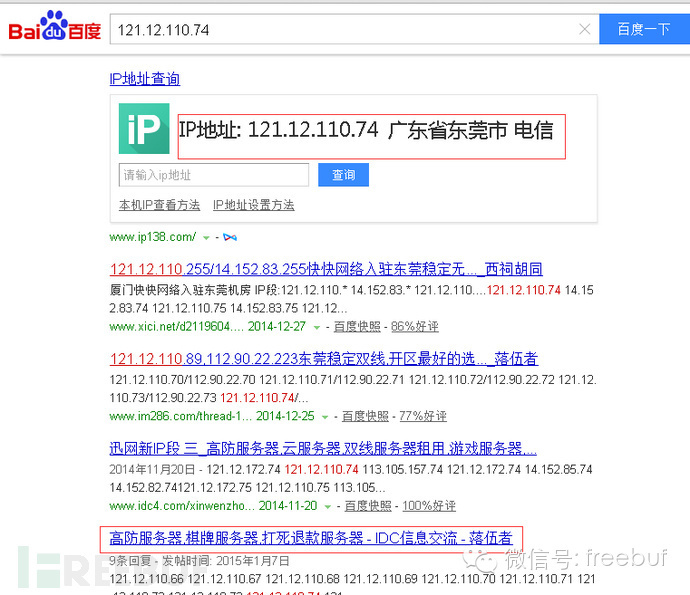 Bai du 百度
121.12.110.74
百度一下
IP地址查询
iP
IP地址: 121.12.110.74 广东省东莞市 电信
请输入ip地址
查询
本机IP查看方法 IP地址设置方法
www.ip138.com/
121.12.110.255/14.152.83.255快快网络入驻东莞稳定无..._西祠胡同
厦门快快网络入驻东莞机房 IP段:121.12.110.* 14.152.83.* 121.12.110....121.12.110.74 14.15
2.83.74 121.12.110.75 14.152.83.75 121.12...
www.xici.net/d2119604.... 2014-12-27 - 百度快照 - 86%好评
121.12.110.89,112.90.22.223东莞稳定双线,开区最好的选..._落伍者
121.12.110.70/112.90.22.70 121.12.110.71/112.90.22.71 121.12.110.72/112.90.22.72 121.12.
110.73/112.90.22.73 121.12.110.74/...
www.im286.com/thread-1... 2014-12-25 - 百度快照 - 77%好评
迅网新IP段 三_高防服务器,云服务器,双线服务器租用,游戏服务器,...
2014年11月20日 - 121.12.172.74 121.12.110.74 113.105.157.74 121.12.172.74 14.152.85.74
14.152.82.74121.12.172.75 121.12.110.75 113.105...
www.idc4.com/xinwenzho... 2014-11-20 - 百度快照 - 100%好评
高防服务器,棋牌服务器,打死退款服务器 - IDC信息交流 - 落伍者
9条回复 - 发帖时间: 2015年1月7日
微信号: freebuf
FREEBUF
121.12.110.66 121.12.110.67 121.12.110.68 121.12.110.69 121.12.110.70 121.12.110.71 121